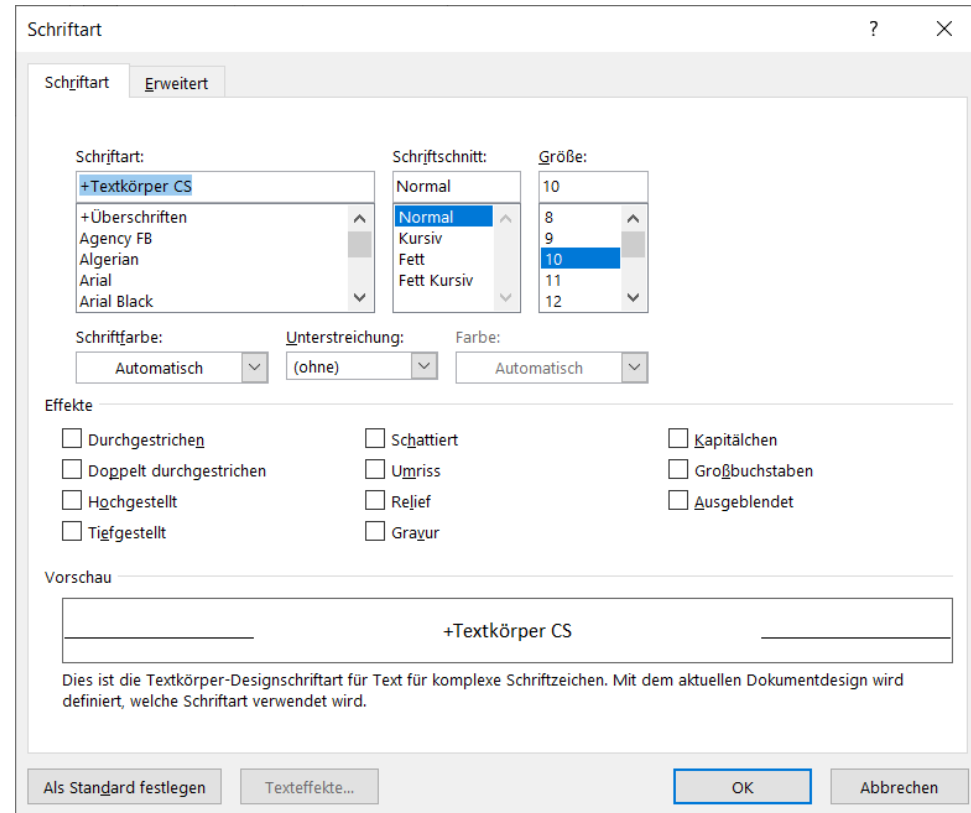 Schriftart ?
Schriftart Erweitert
Schriftart: Schriftschnitt: Größe:
+Textkörper CS Normal 10
+Überschriften Normal 8
Agency FB Kursiv 9
Algerian Fett 10
Arial Fett Kursiv 11
Arial Black 12
Schriftfarbe: Unterstreichung: Farbe:
Automatisch (ohne) Automatisch
Effekte
Durchgestrichen Schattiert Kapitälchen
Doppelt durchgestrichen Umriss Großbuchstaben
Hochgestellt Relief Ausgeblendet
Tiefgestellt Gravur
Vorschau
+Textkörper CS
Dies ist die Textkörper-Designschriftart für Text für komplexe Schriftzeichen. Mit dem aktuellen Dokumentdesign wird
definiert, welche Schriftart verwendet wird.
Als Standard festlegen Texteffekte... OK Abbrechen